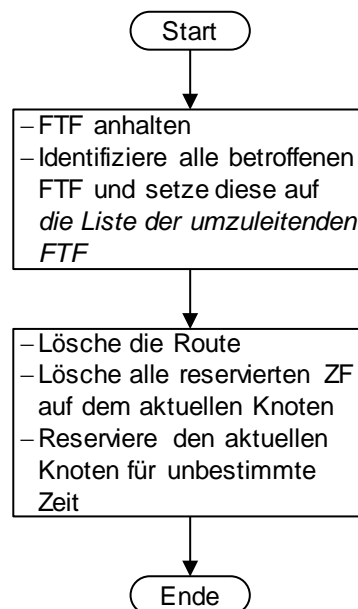 Start
– FTF anhalten
– Identifiziere alle betroffenen
FTF und setze diese auf
die Liste der umzuleitenden
FTF
– Lösche die Route
– Lösche alle reservierten ZF
auf dem aktuellen Knoten
– Reserviere den aktuellen
Knoten für unbestimmte
Zeit
Ende